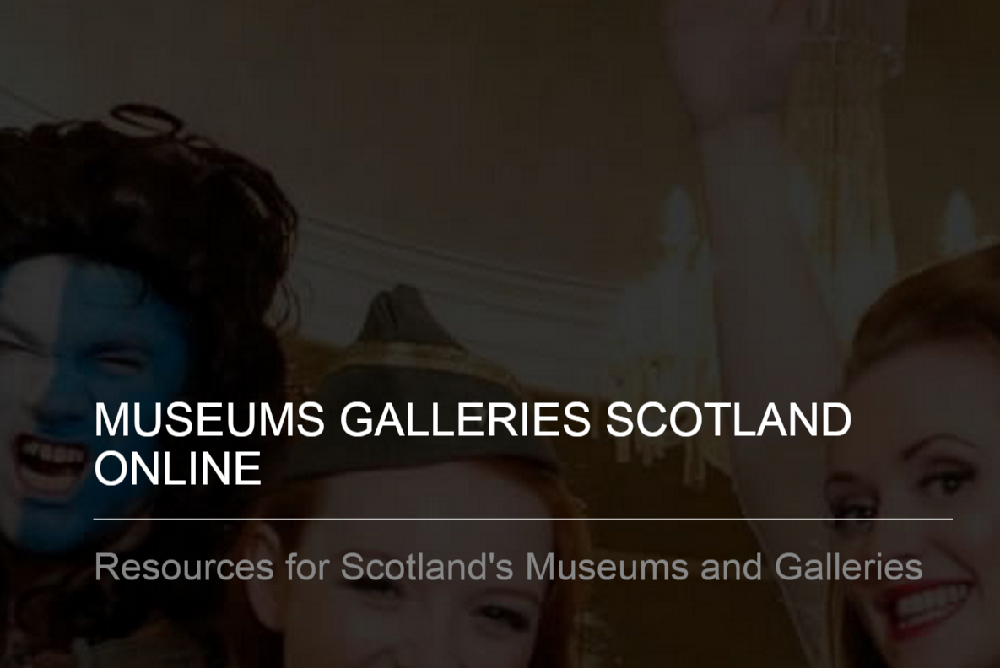 MUSEUMS GALLERIES SCOTLAND
ONLINE
Resources for Scotland's Museums and Galleries